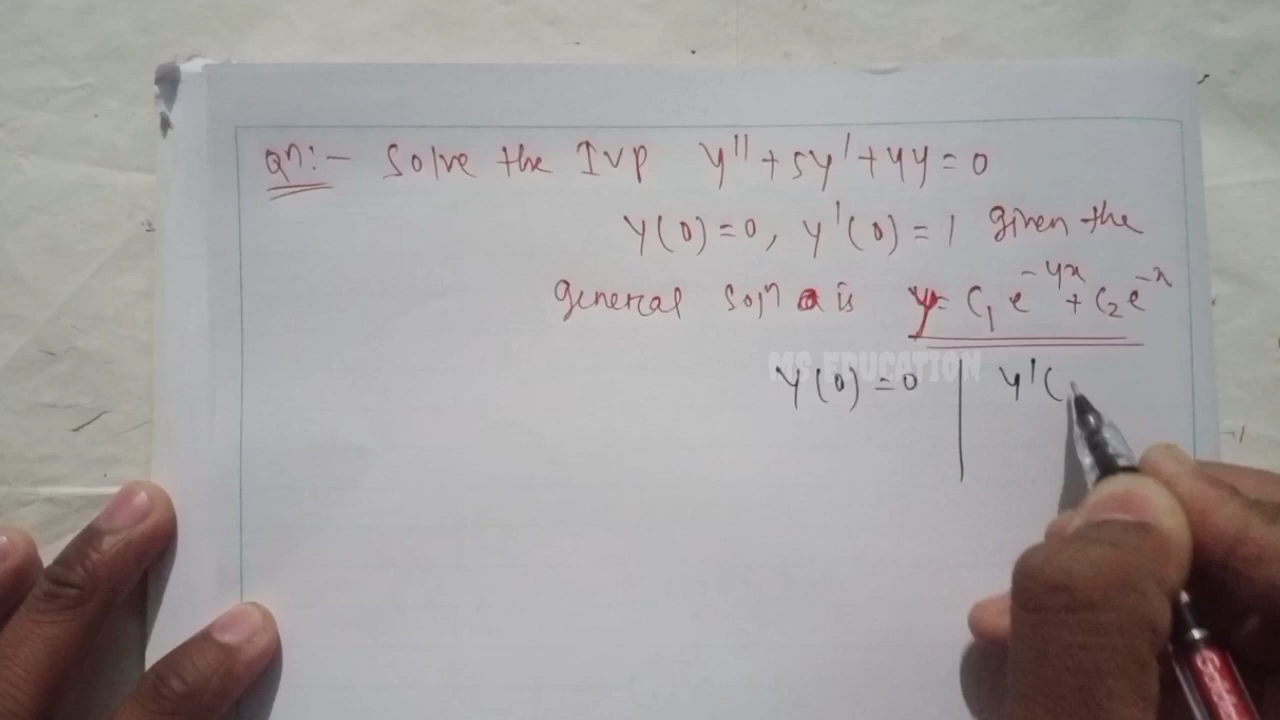 Qn:- Solve the IVP y'' + 5y' + 4y = 0
y(0) = 0, y'(0) = 1 given the
general soln is y = C₁ e^-4x + C₂ e^-x
MS EDUCATION
y(0) = 0 | y'(